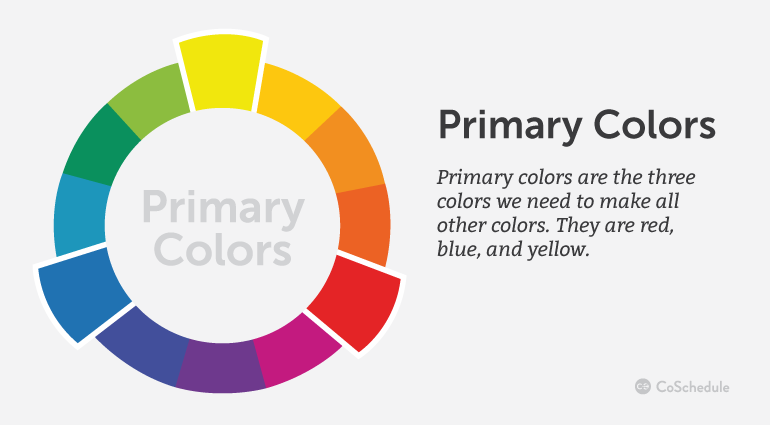 Primary
Colors
Primary Colors
Primary colors are the three
colors we need to make all
other colors. They are red,
blue, and yellow.
CoSchedule